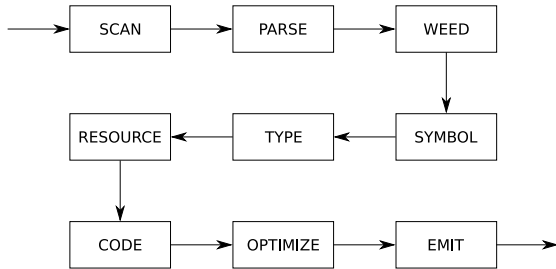 SCAN PARSE WEED
RESOURCE TYPE SYMBOL
CODE OPTIMIZE EMIT